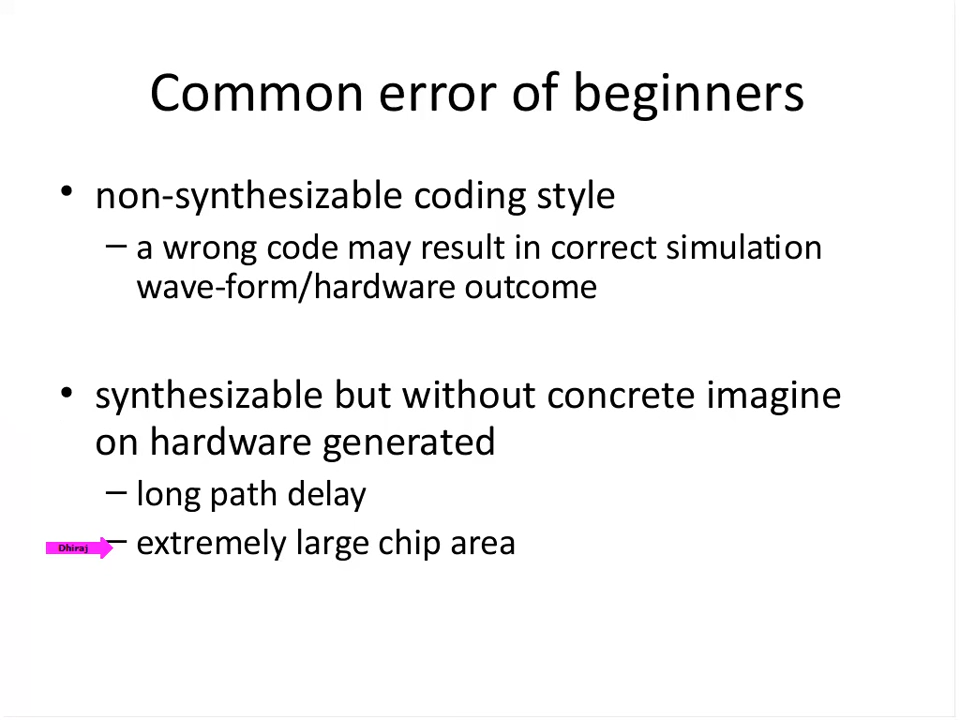 Common error of beginners
• non-synthesizable coding style
– a wrong code may result in correct simulation
wave-form/hardware outcome
• synthesizable but without concrete imagine
on hardware generated
– long path delay
Dhiraj
– extremely large chip area